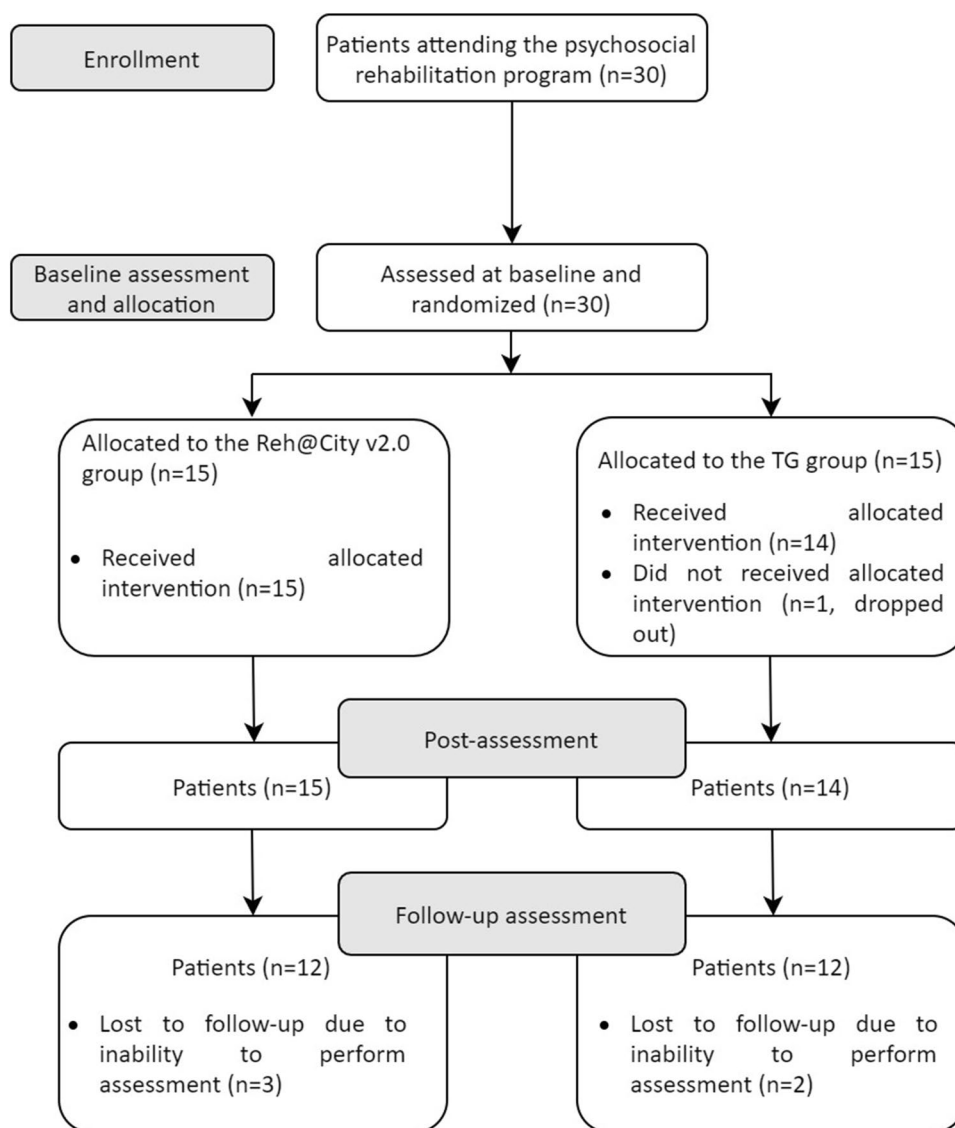 Enrollment
Patients attending the psychosocial
rehabilitation program (n=30)
Baseline assessment
and allocation
Assessed at baseline and
randomized (n=30)
Allocated to the Reh@City v2.0
group (n=15)
• Received allocated
intervention (n=15)
Allocated to the TG group (n=15)
• Received allocated
intervention (n=14)
• Did not received allocated
intervention (n=1, dropped
out)
Post-assessment
Patients (n=15)
Patients (n=14)
Follow-up assessment
Patients (n=12)
• Lost to follow-up due to
inability to perform
assessment (n=3)
Patients (n=12)
• Lost to follow-up due to
inability to perform
assessment (n=2)